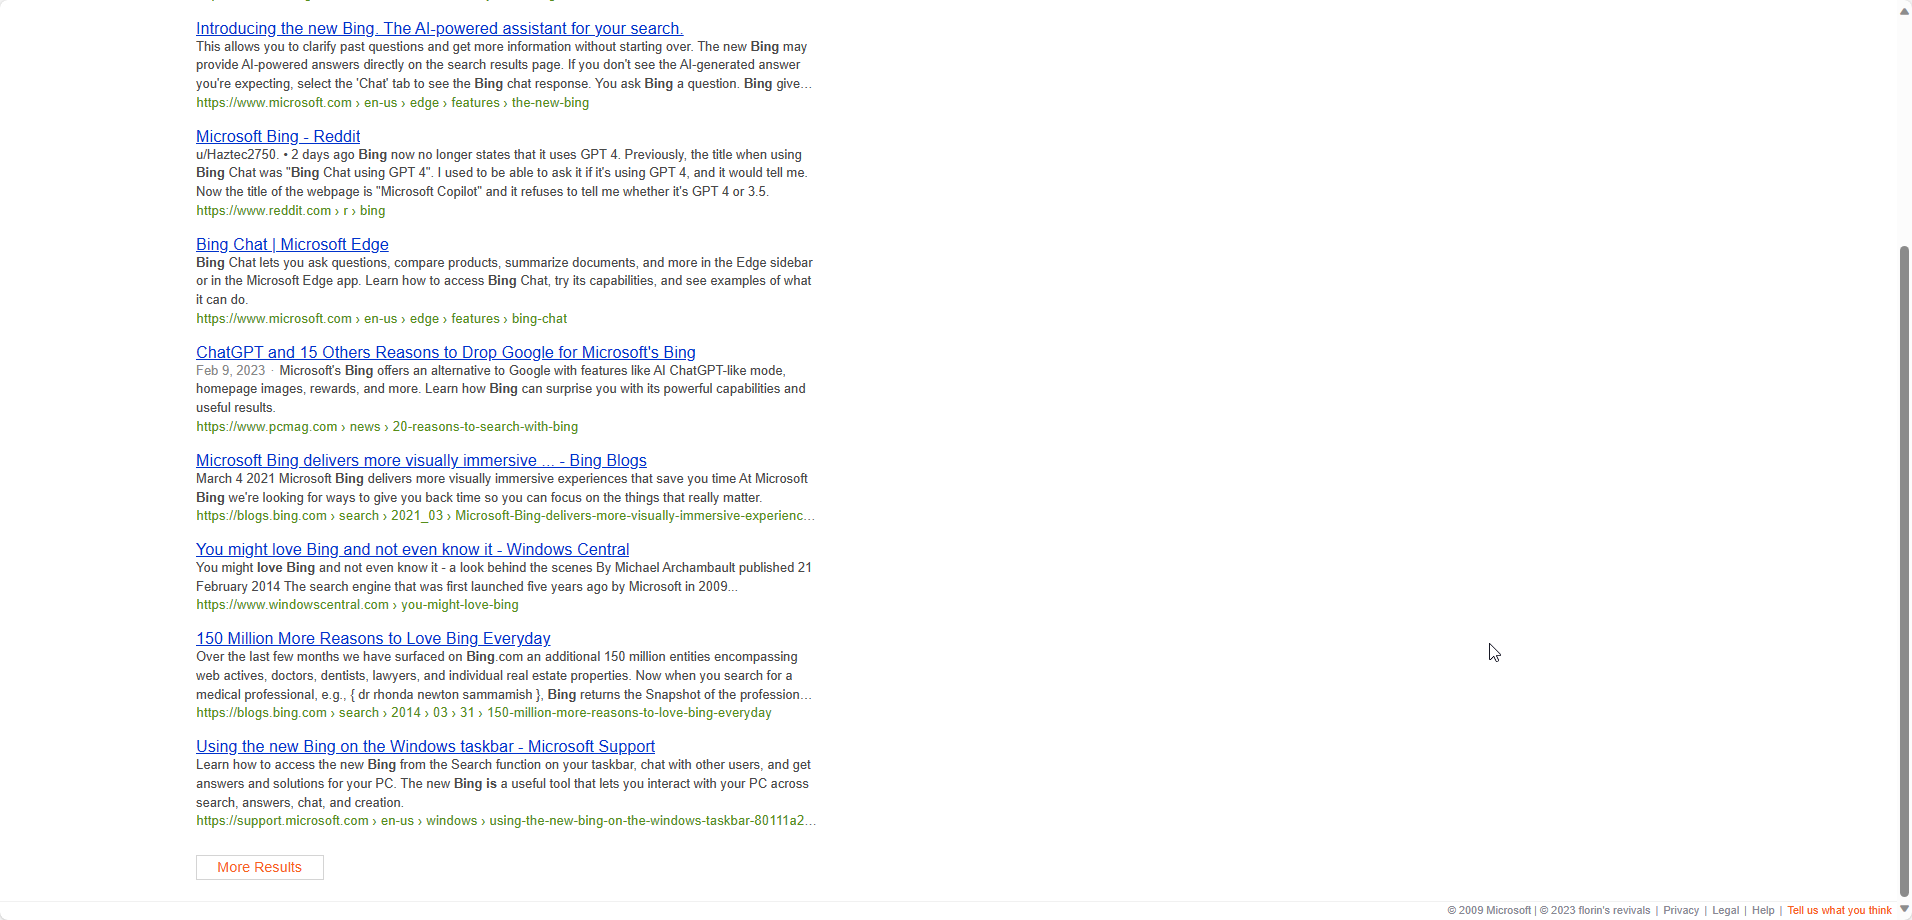 Introducing the new Bing. The AI-powered assistant for your search.
This allows you to clarify past questions and get more information without starting over. The new Bing may
provide AI-powered answers directly on the search results page. If you don't see the AI-generated answer
you're expecting, select the 'Chat' tab to see the Bing chat response. You ask Bing a question. Bing give…
https://www.microsoft.com › en-us › edge › features › the-new-bing
Microsoft Bing - Reddit
u/Haztec2750. • 2 days ago Bing now no longer states that it uses GPT 4. Previously, the title when using
Bing Chat was "Bing Chat using GPT 4". I used to be able to ask it if it's using GPT 4, and it would tell me.
Now the title of the webpage is "Microsoft Copilot" and it refuses to tell me whether it's GPT 4 or 3.5.
https://www.reddit.com › r › bing
Bing Chat | Microsoft Edge
Bing Chat lets you ask questions, compare products, summarize documents, and more in the Edge sidebar
or in the Microsoft Edge app. Learn how to access Bing Chat, try its capabilities, and see examples of what
it can do.
https://www.microsoft.com › en-us › edge › features › bing-chat
ChatGPT and 15 Others Reasons to Drop Google for Microsoft's Bing
Feb 9, 2023 · Microsoft's Bing offers an alternative to Google with features like AI ChatGPT-like mode,
homepage images, rewards, and more. Learn how Bing can surprise you with its powerful capabilities and
useful results.
https://www.pcmag.com › news › 20-reasons-to-search-with-bing
Microsoft Bing delivers more visually immersive ... - Bing Blogs
March 4 2021 Microsoft Bing delivers more visually immersive experiences that save you time At Microsoft
Bing we're looking for ways to give you back time so you can focus on the things that really matter.
https://blogs.bing.com › search › 2021_03 › Microsoft-Bing-delivers-more-visually-immersive-experienc…
You might love Bing and not even know it - Windows Central
You might love Bing and not even know it - a look behind the scenes By Michael Archambault published 21
February 2014 The search engine that was first launched five years ago by Microsoft in 2009...
https://www.windowscentral.com › you-might-love-bing
150 Million More Reasons to Love Bing Everyday
Over the last few months we have surfaced on Bing.com an additional 150 million entities encompassing
web actives, doctors, dentists, lawyers, and individual real estate properties. Now when you search for a
medical professional, e.g., { dr rhonda newton sammamish }, Bing returns the Snapshot of the profession…
https://blogs.bing.com › search › 2014 › 03 › 31 › 150-million-more-reasons-to-love-bing-everyday
Using the new Bing on the Windows taskbar - Microsoft Support
Learn how to access the new Bing from the Search function on your taskbar, chat with other users, and get
answers and solutions for your PC. The new Bing is a useful tool that lets you interact with your PC across
search, answers, chat, and creation.
https://support.microsoft.com › en-us › windows › using-the-new-bing-on-the-windows-taskbar-80111a2…
More Results
© 2009 Microsoft | © 2023 florin's revivals | Privacy | Legal | Help | Tell us what you think